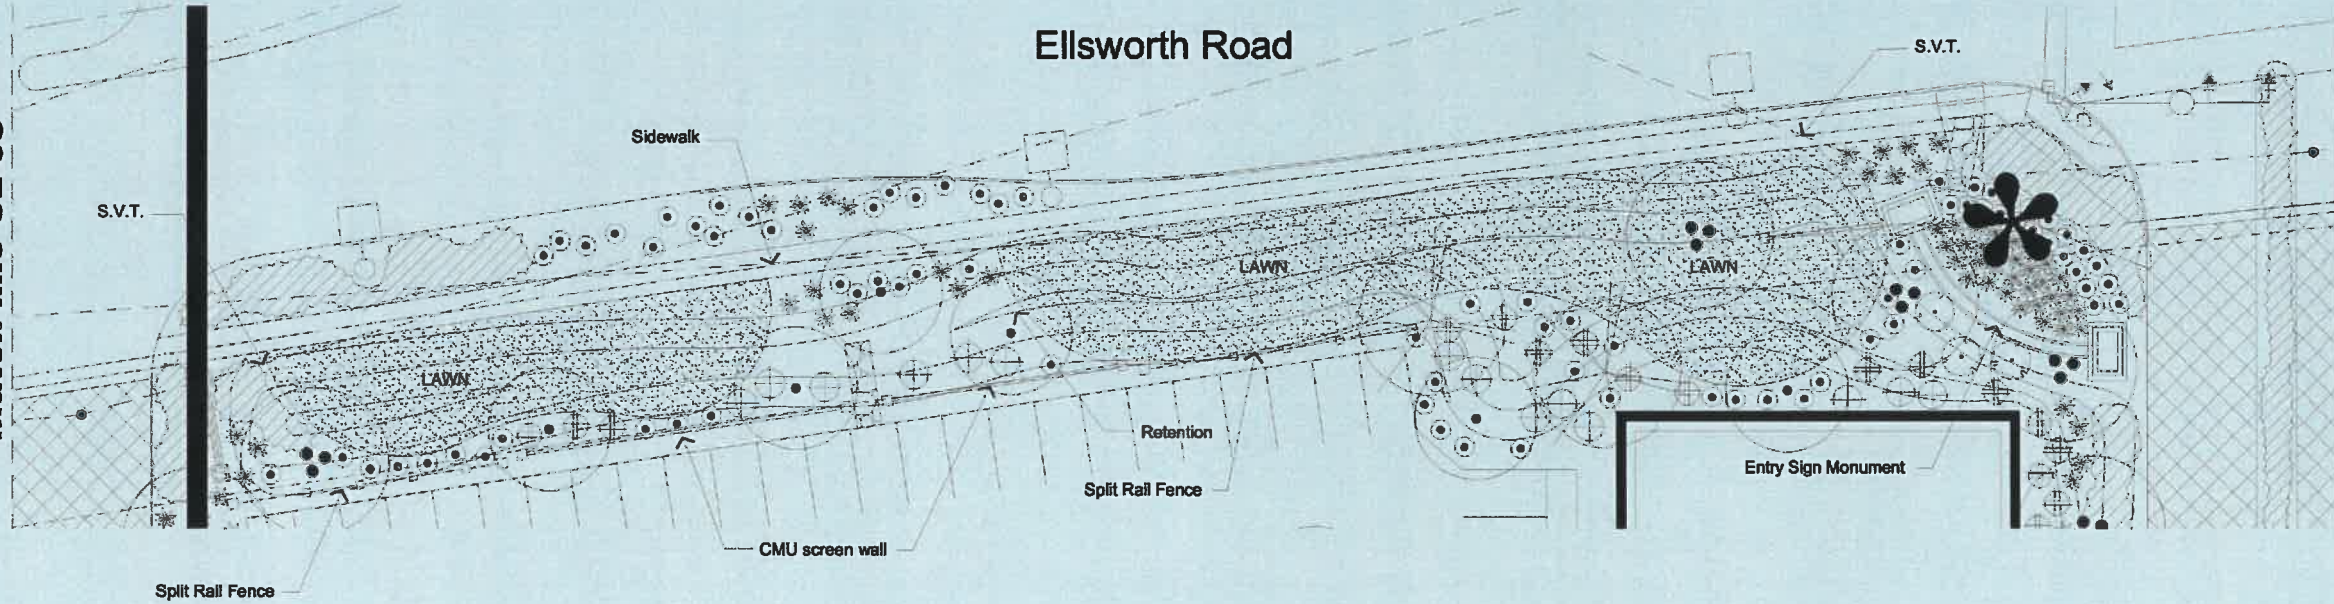 Ellsworth Road
S.V.T.
Sidewalk
S.V.T.
LAWN
LAWN
LAWN
Retention
Entry Sign Monument
Split Rail Fence
CMU screen wall
Split Rail Fence